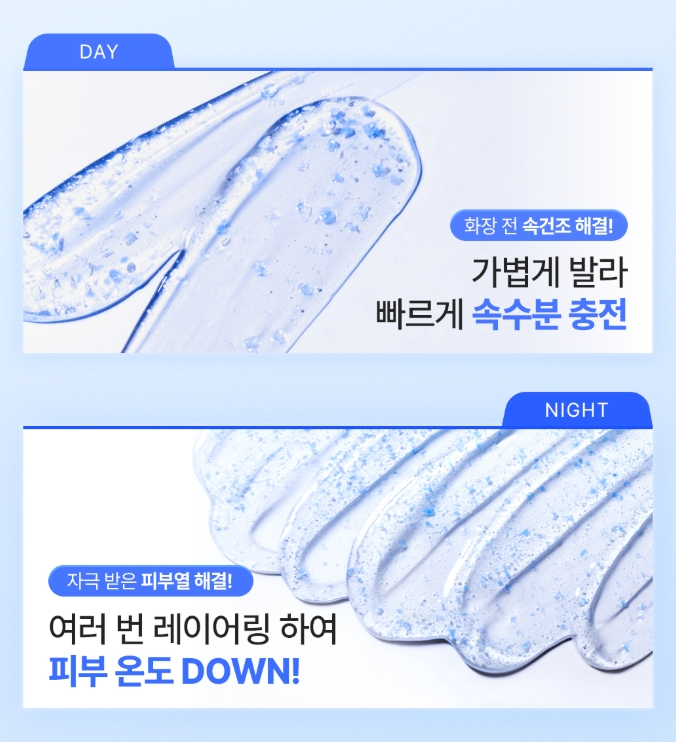 DAY
화장 전 속건조 해결!
가볍게 발라
빠르게 속수분 충전
NIGHT
자극 받은 피부열 해결!
여러 번 레이어링 하여
피부 온도 DOWN!